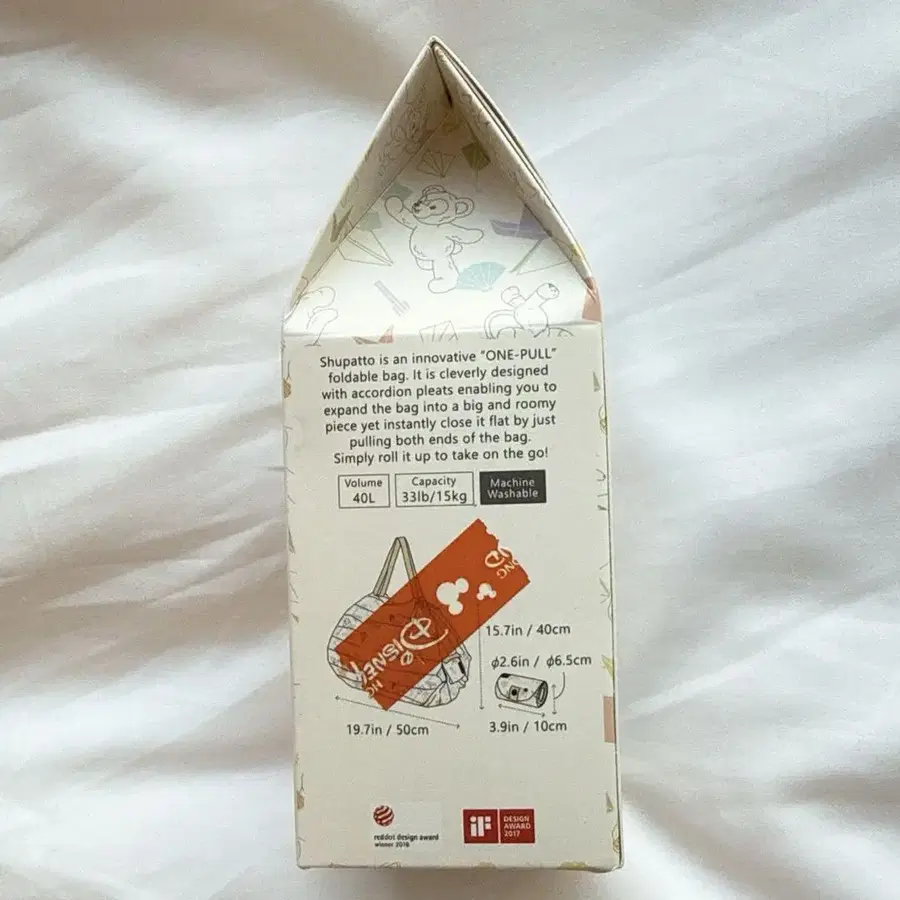 Shupatto is an innovative "ONE-PULL"
foldable bag. It is cleverly designed
with accordion pleats enabling you to
expand the bag into a big and roomy
piece yet instantly close it flat by just
pulling both ends of the bag.
Simply roll it up to take on the go!
Volume
40L
Capacity
33lb/15kg
Machine
Washable
DISNEY
ONG
15.7in / 40cm
ϕ2.6in / ϕ6.5cm
19.7in / 50cm
3.9in / 10cm
reddot design award
winner 2016
iF
DESIGN
AWARD
2017